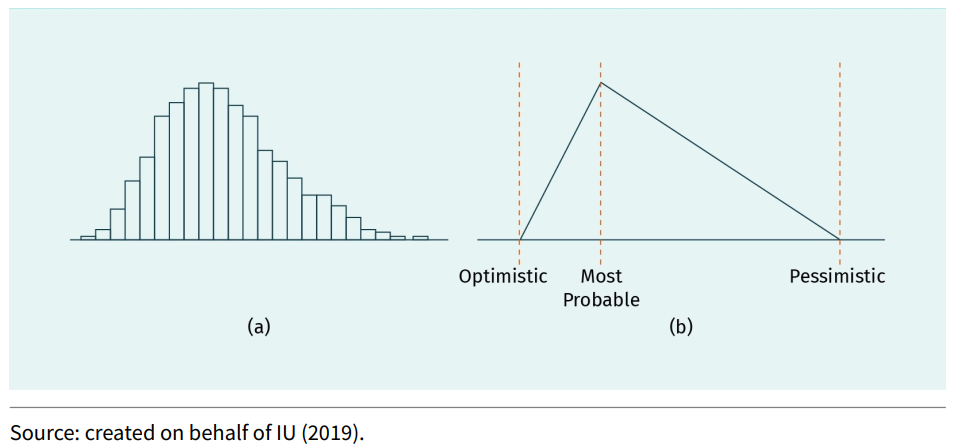 Optimistic
Most
Probable
Pessimistic
(a)
(b)
Source: created on behalf of IU (2019).